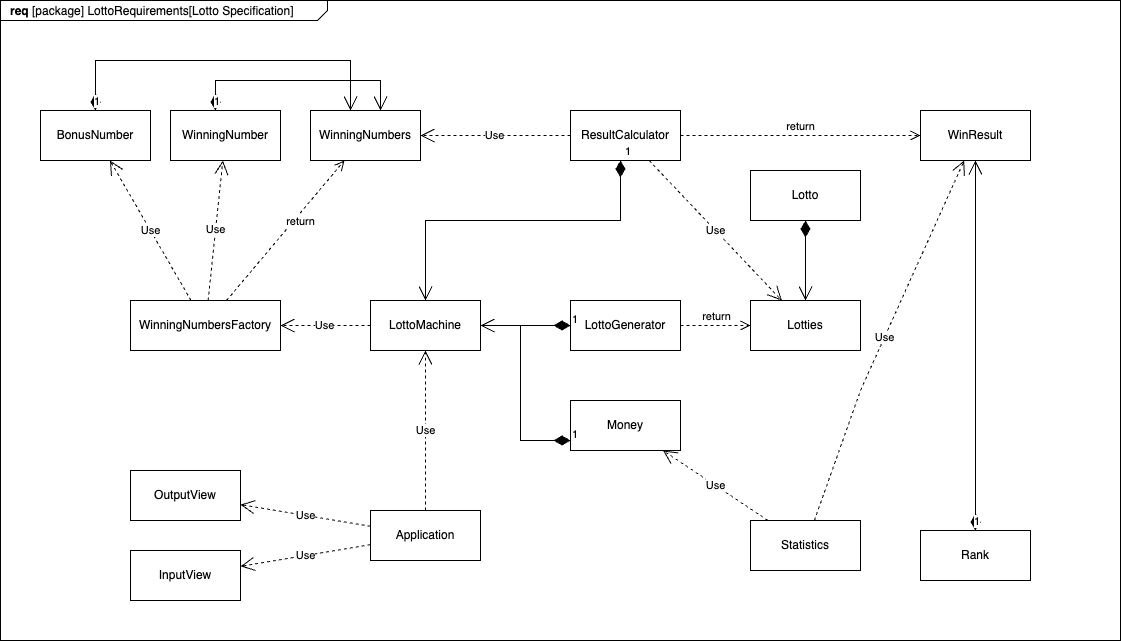 req [package] LottoRequirements[Lotto Specification]
1
1
BonusNumber
WinningNumber
WinningNumbers
Use
ResultCalculator
1
return
WinResult
Lotto
Use
Use
return
Use
WinningNumbersFactory
Use
LottoMachine
1
LottoGenerator
return
Lotties
Use
Use
1
Money
Use
OutputView
Use
Application
Use
InputView
Statistics
1
Rank